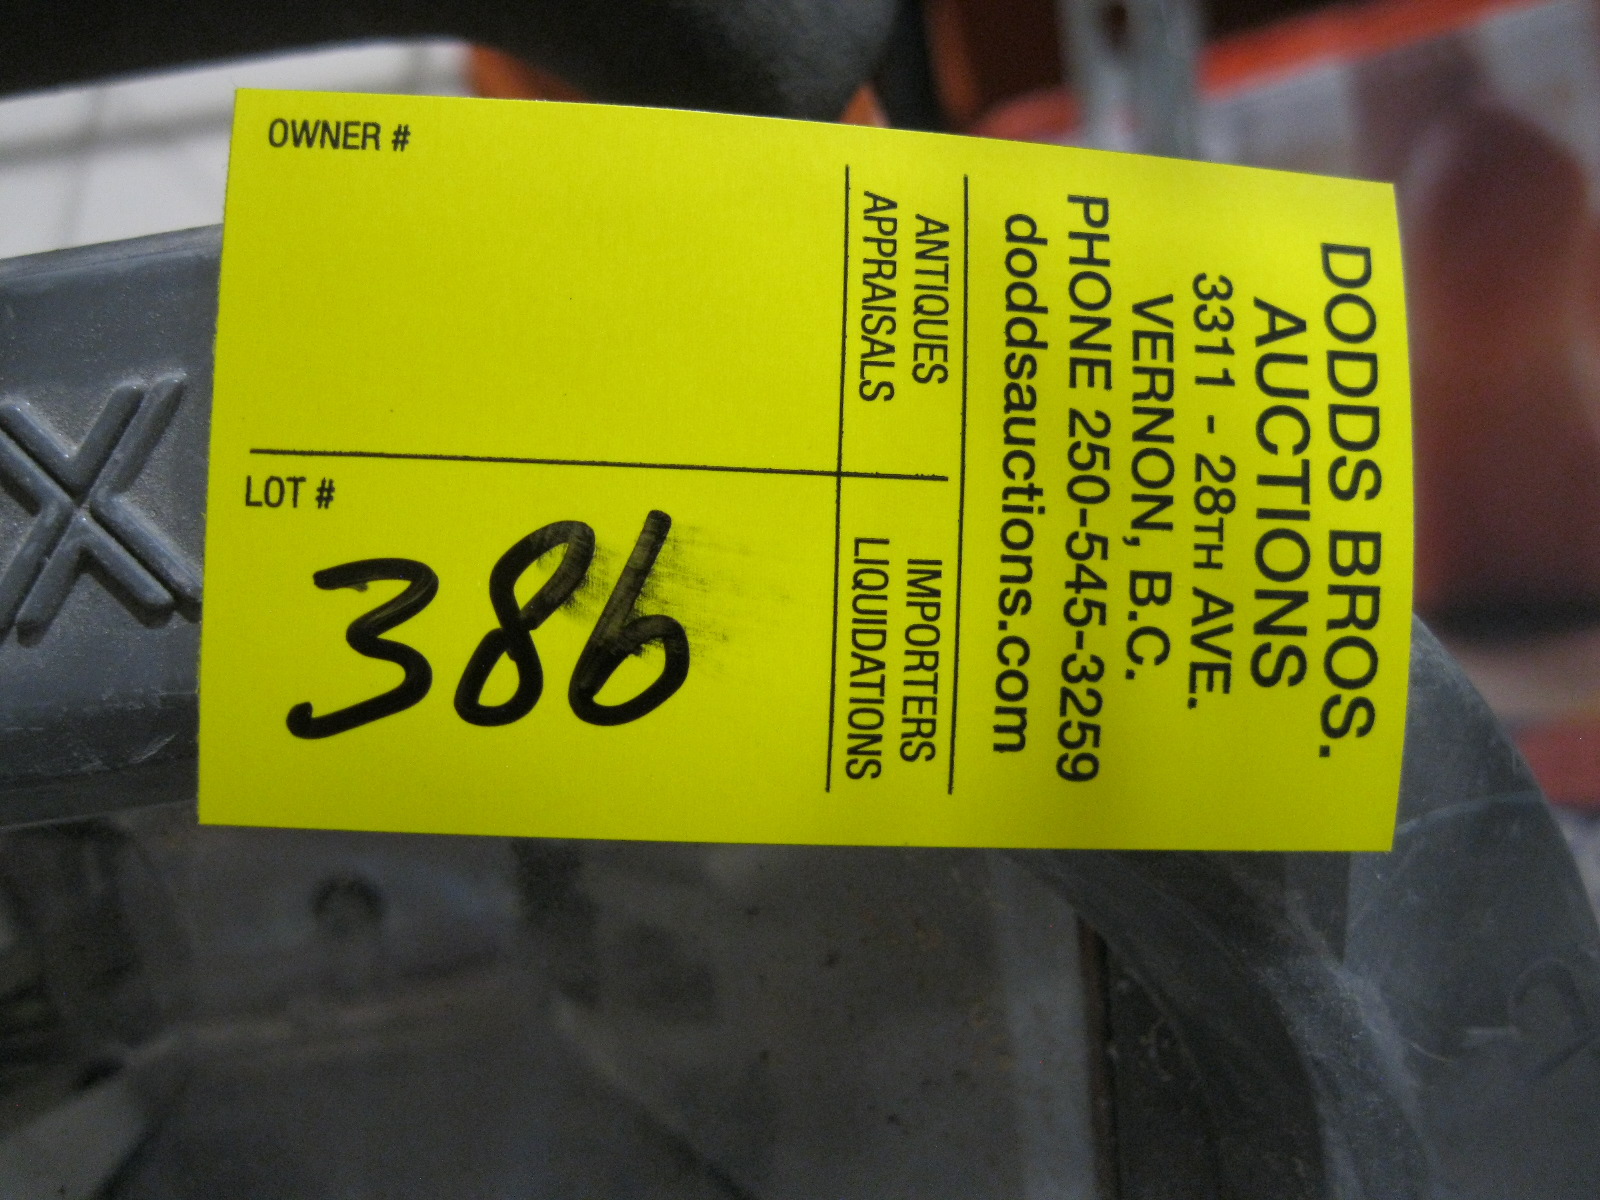 DODDS BROS.
AUCTIONS
3311 - 28TH AVE.
VERNON, B.C.
PHONE 250-545-3259
doddsauctions.com
ANTIQUES
APPRAISALS
IMPORTERS
LIQUIDATIONS
OWNER #
LOT #
386
X